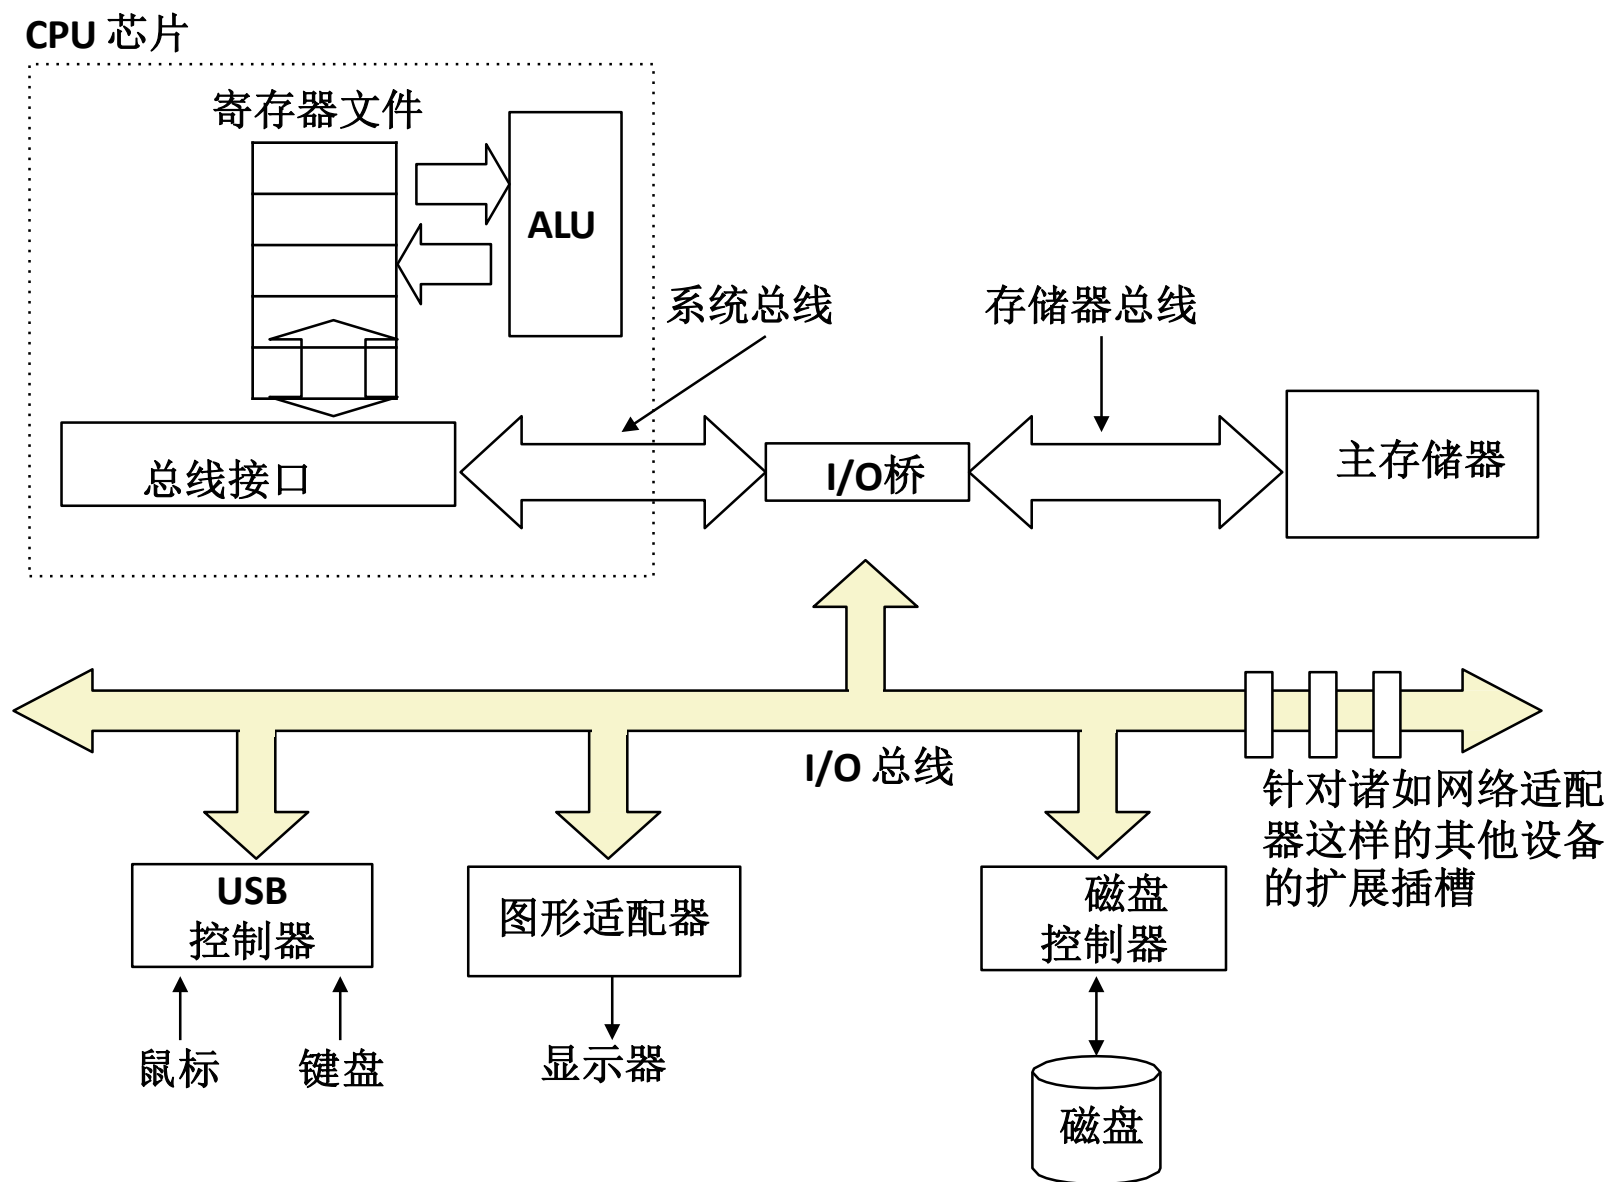 CPU 芯片
寄存器文件
ALU
系统总线
存储器总线
总线接口
I/O桥
主存储器
I/O 总线
针对诸如网络适配
器这样的其他设备
的扩展插槽
USB
控制器
图形适配器
磁盘
控制器
鼠标
键盘
显示器
磁盘